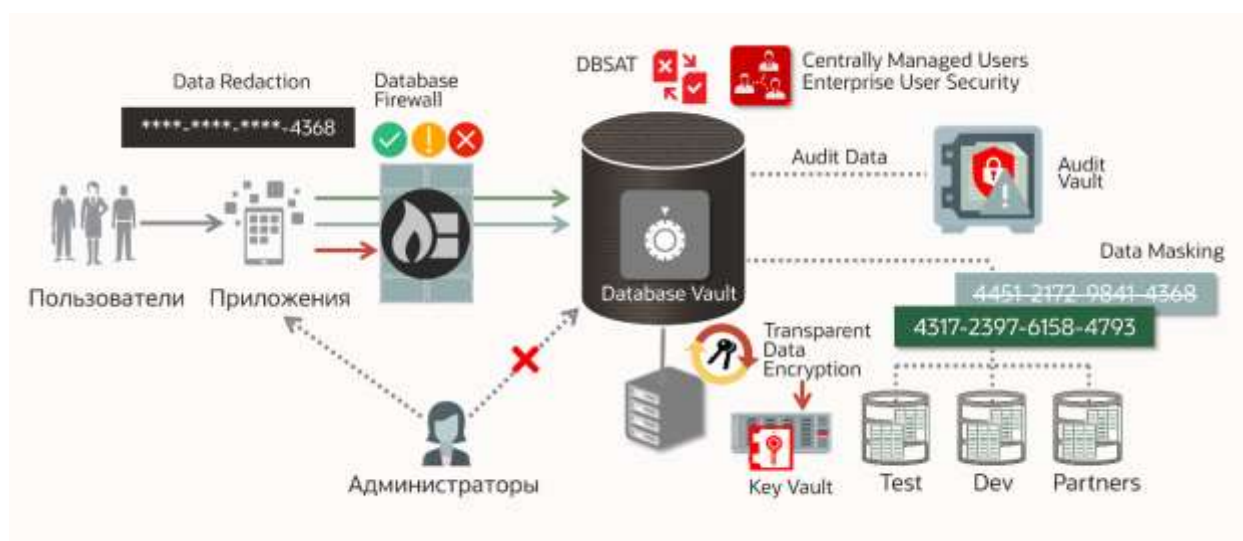 Data Redaction
****-****-****-4368
Database
Firewall
DBSAT
Centrally Managed Users
Enterprise User Security
Audit Data
Audit
Vault
Пользователи
Приложения
Database Vault
Data Masking
4451-2172-9841-4368
4317-2397-6158-4793
Transparent
Data
Encryption
Администраторы
Key Vault
Test
Dev
Partners